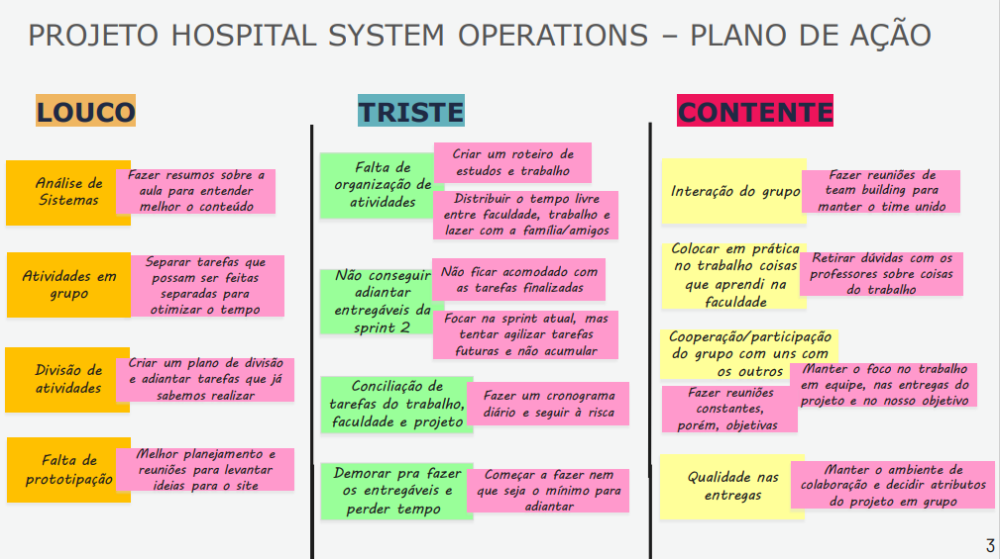 PROJETO HOSPITAL SYSTEM OPERATIONS – PLANO DE AÇÃO
LOUCO
Análise de
Sistemas
Fazer resumos sobre a
aula para entender
melhor o conteúdo
Atividades em
grupo
Separar tarefas que
possam ser feitas
separadas para
otimizar o tempo
Divisão de
atividades
Criar um plano de divisão
e adiantar tarefas que já
sabemos realizar
Falta de
prototipação
Melhor planejamento e
reuniões para levantar
ideias para o site
TRISTE
Falta de
organização de
atividades
Criar um roteiro de
estudos e trabalho
Distribuir o tempo livre
entre faculdade, trabalho e
lazer com a família/amigos
Não conseguir
adiantar
entregáveis da
sprint 2
Não ficar acomodado com
as tarefas finalizadas
Focar na sprint atual, mas
tentar agilizar tarefas
futuras e não acumular
Conciliação de
tarefas do trabalho,
faculdade e projeto
Fazer um cronograma
diário e seguir à risca
Demorar pra fazer
os entregáveis e
perder tempo
Começar a fazer nem
que seja o mínimo para
adiantar
CONTENTE
Interação do grupo
Fazer reuniões de
team building para
manter o time unido
Colocar em prática
no trabalho coisas
que aprendi na
faculdade
Retirar dúvidas com os
professores sobre coisas
do trabalho
Cooperação/participação
do grupo com uns com
os outros
Manter o foco no trabalho
em equipe, nas entregas do
projeto e no nosso objetivo
Fazer reuniões
constantes,
porém, objetivas
Qualidade nas
entregas
Manter o ambiente de
colaboração e decidir atributos
do projeto em grupo
3